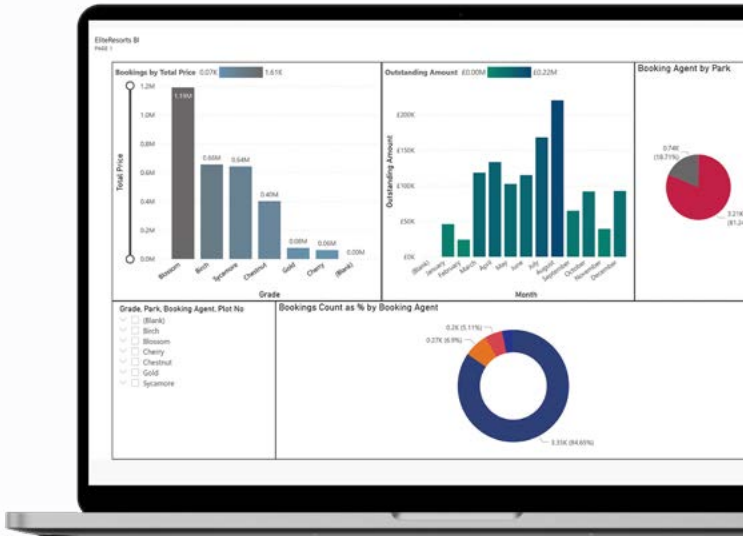 EliteResorts BI
PAGE 1
Bookings by Total Price 0.07K 1.61K
1.2M
1.0M
0.8M
0.6M
0.4M
0.2M
0.0M
Total Price
1.19M
0.66M
0.64M
0.40M
0.08M
0.06M
0.00M
Blossom
Birch
Sycamore
Chestnut
Gold
Cherry
(Blank)
Grade
Outstanding Amount £0.00M £0.22M
£200K
£150K
£100K
£50K
£0K
Outstanding Amount
(Blank)
January
February
March
April
May
June
July
August
September
October
November
December
Month
Booking Agent by Park
0.74K
(18.71%)
3.21K
Grade, Park, Booking Agent, Plot No
(Blank)
Birch
Blossom
Cherry
Chestnut
Gold
Sycamore
Bookings Count as % by Booking Agent
0.2K (5.11%)
0.27K (6.9%)
3.35K (84.65%)